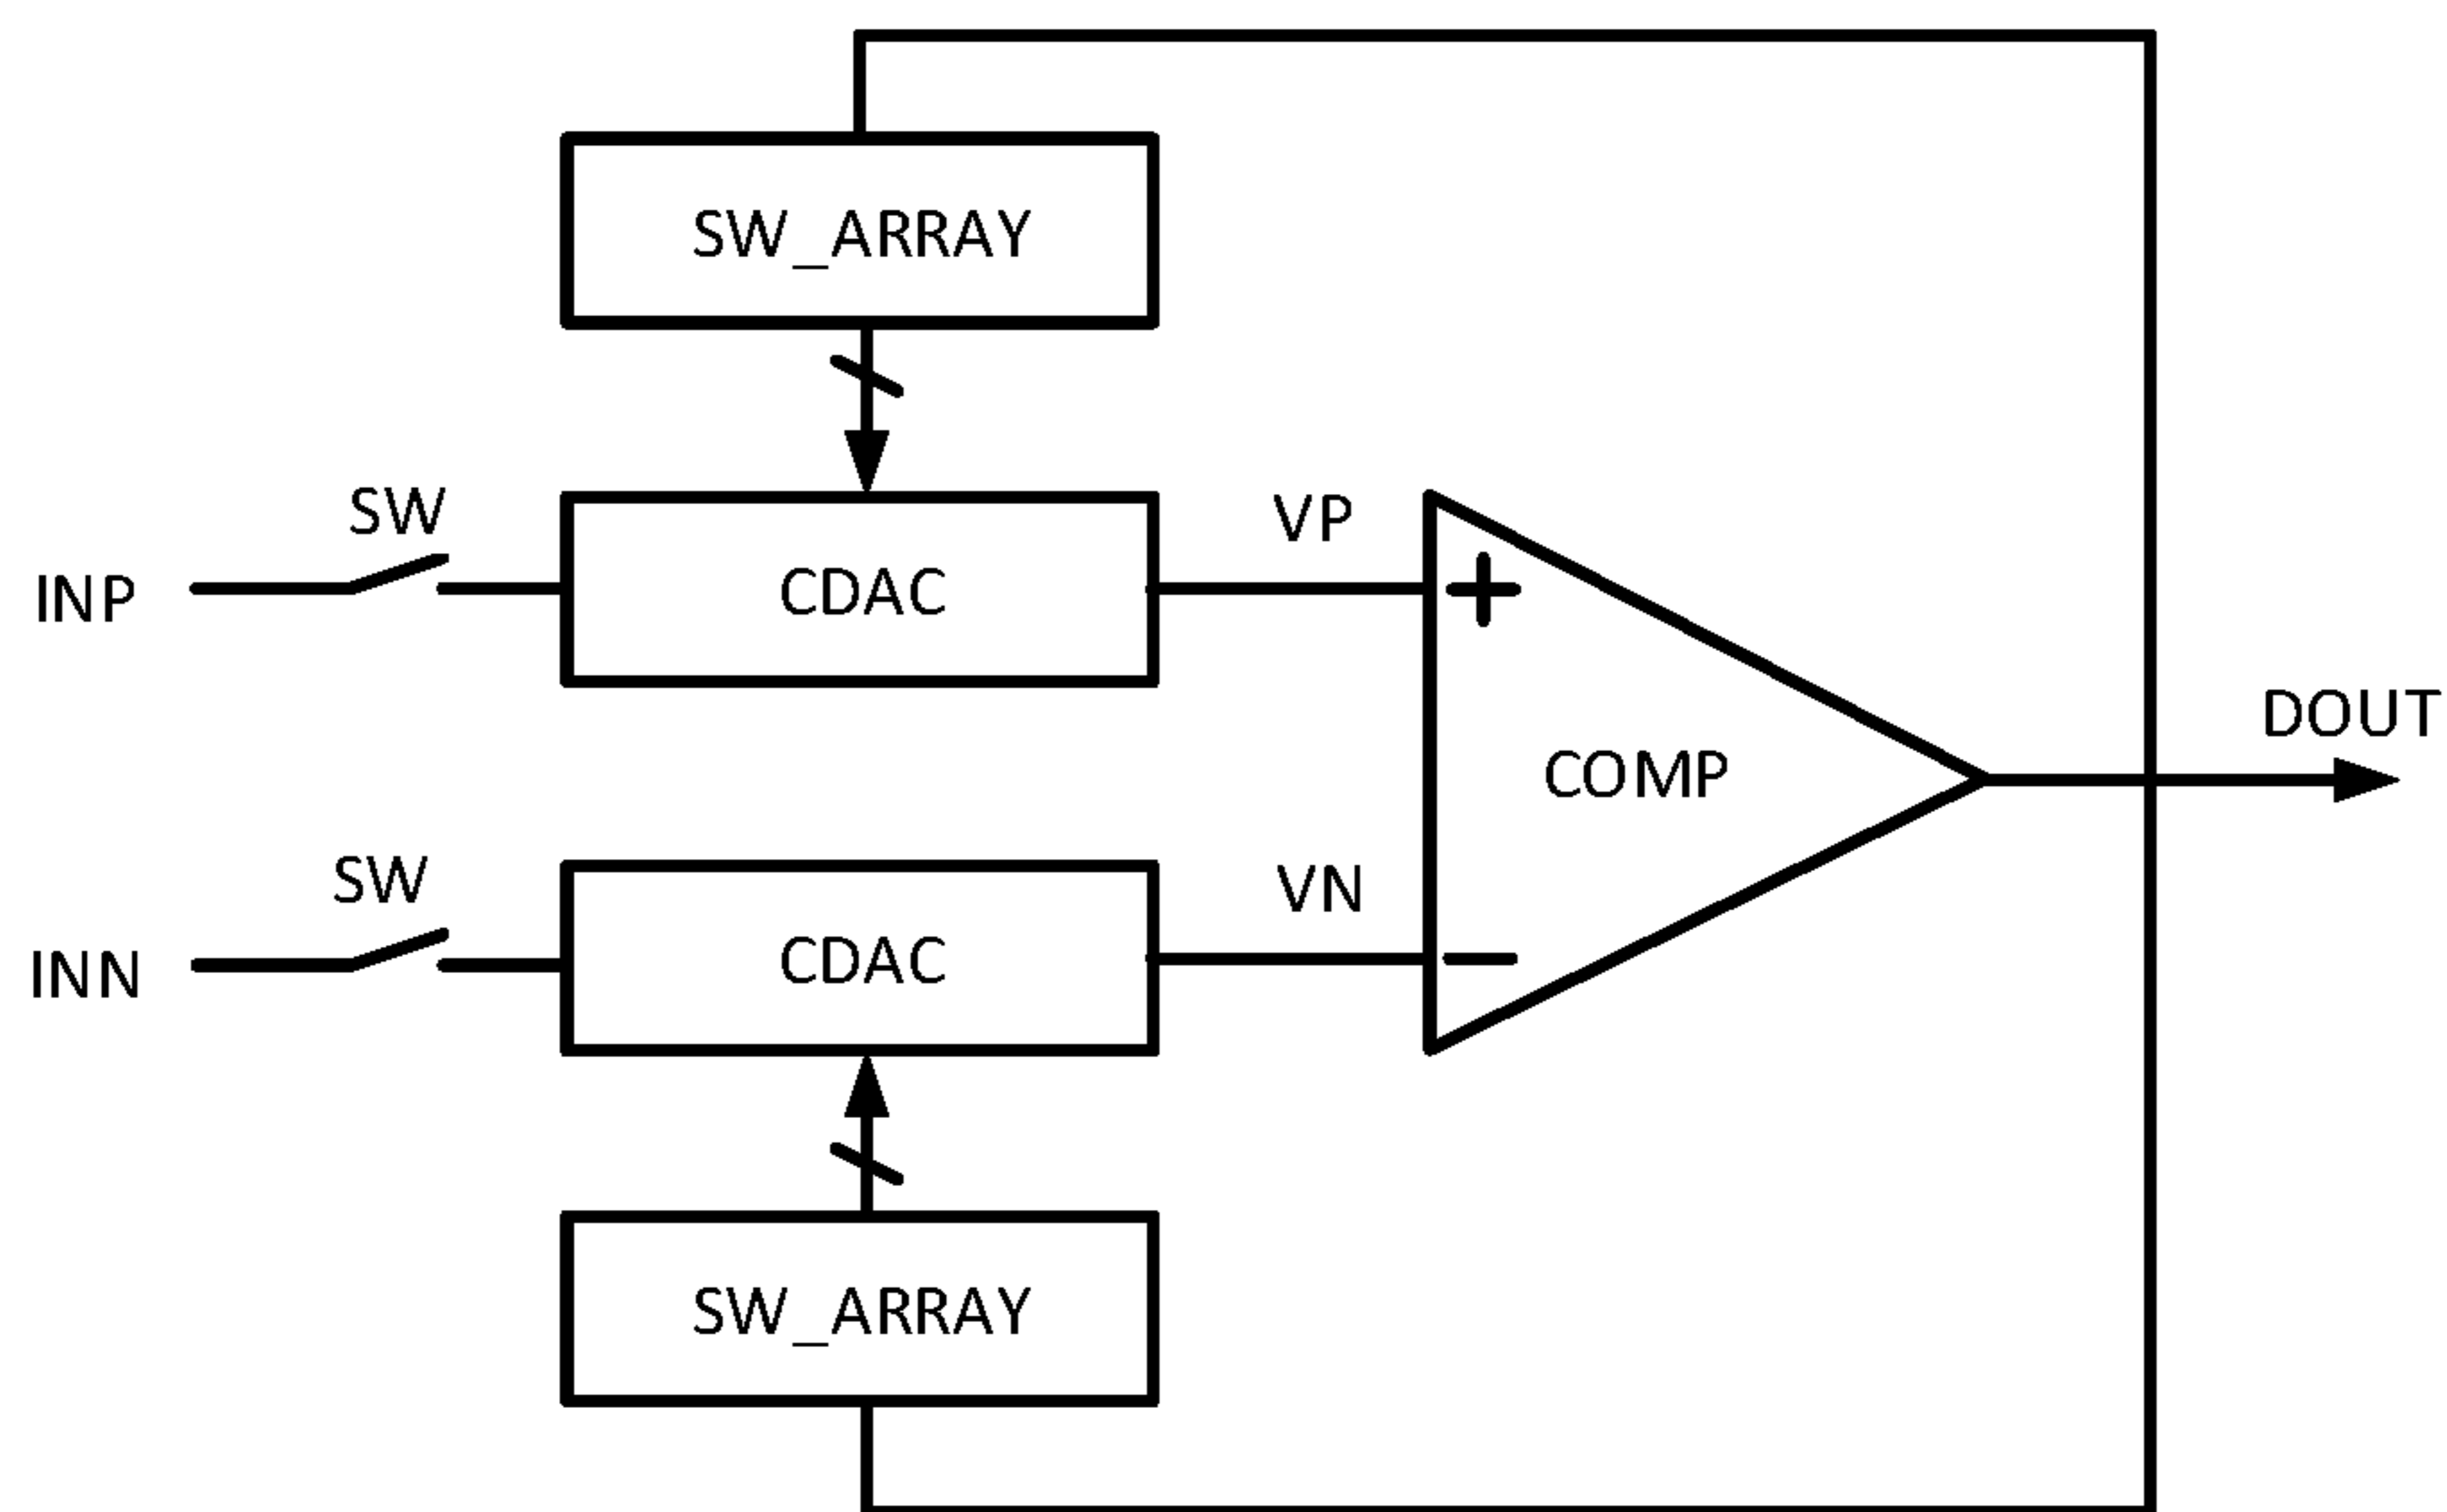 SW_ARRAY
SW
INP
CDAC
VP
+
COMP
DOUT
SW
INN
CDAC
VN
−
SW_ARRAY